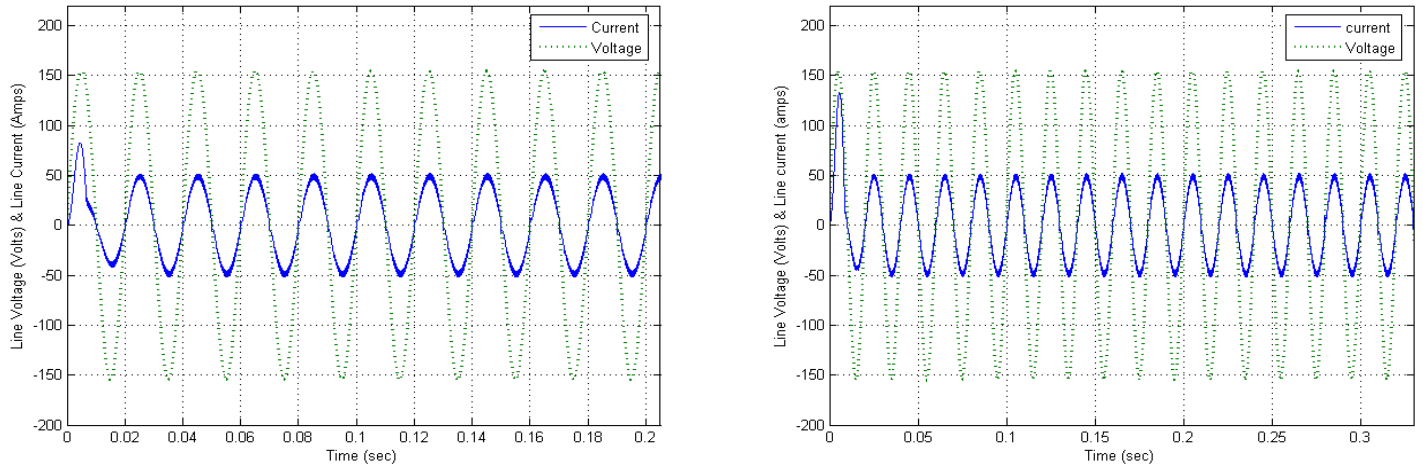 Line Voltage (Volts) & Line Current (Amps)
200
150
100
50
0
-50
-100
-150
-200
0 0.02 0.04 0.06 0.08 0.1 0.12 0.14 0.16 0.18 0.2
Time (sec)
Current
Voltage
Line Voltage (Volts) & Line current (amps)
200
150
100
50
0
-50
-100
-150
-200
0 0.05 0.1 0.15 0.2 0.25 0.3
Time (sec)
current
Voltage